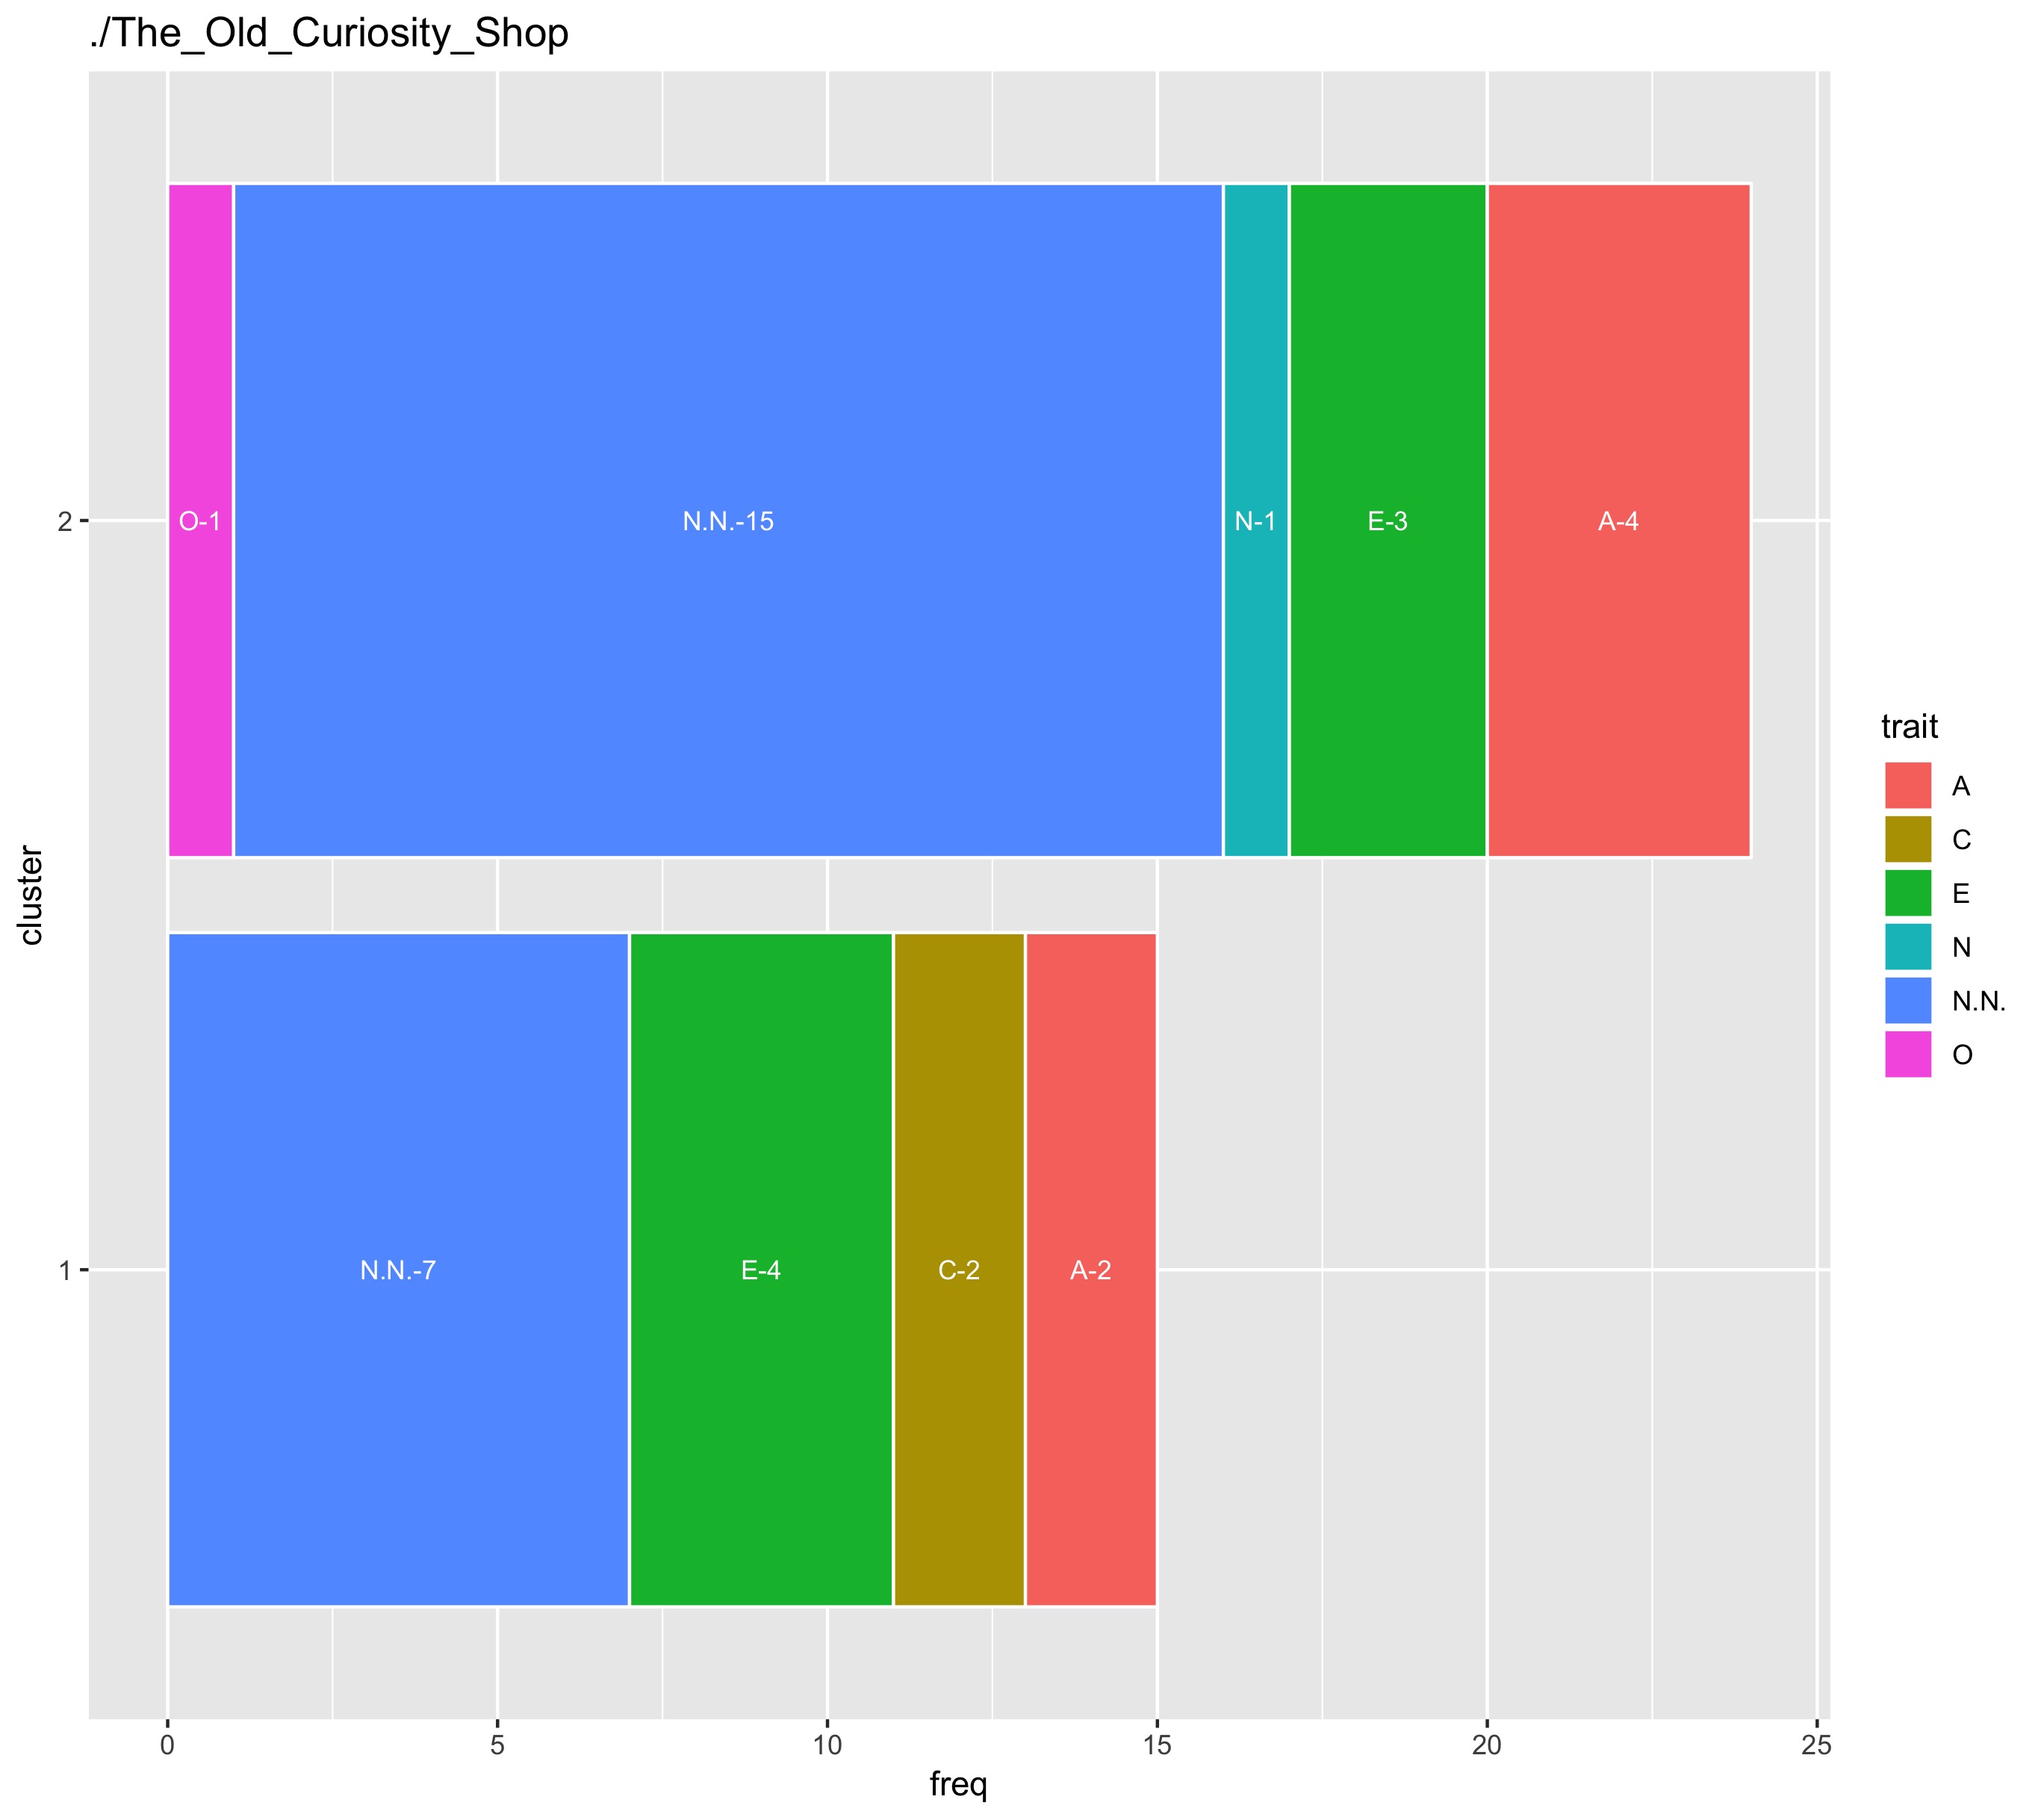 ./The_Old_Curiosity_Shop
2
O-1 N.N.-15 N-1 E-3 A-4
cluster
1
N.N.-7 E-4 C-2 A-2
0 5 10 15 20 25
freq
trait
A
C
E
N
N.N.
O